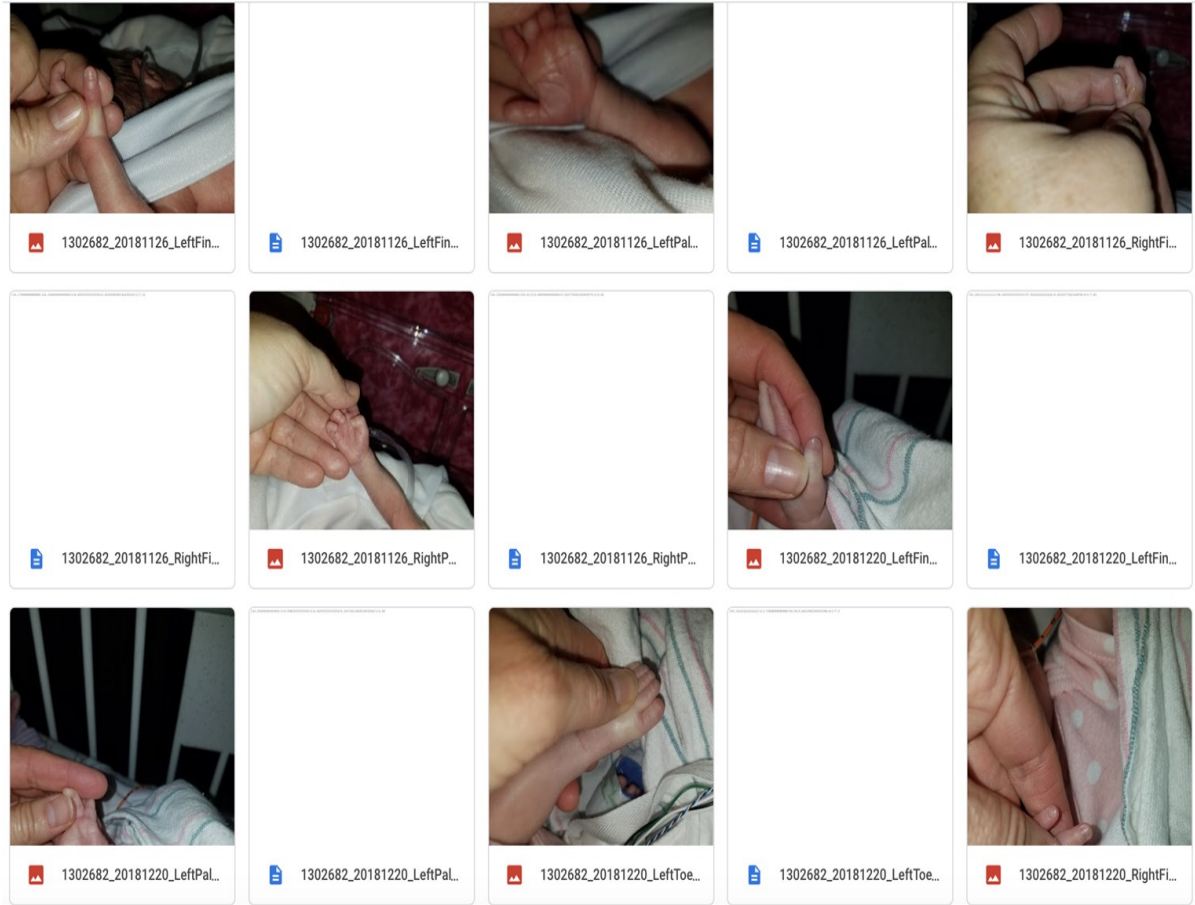 1302682_20181126_LeftFin...
1302682_20181126_LeftFin...
1302682_20181126_LeftPal...
1302682_20181126_LeftPal...
1302682_20181126_RightFi...
1302682_20181126_RightFi...
1302682_20181126_RightP...
1302682_20181126_RightP...
1302682_20181220_LeftFin...
1302682_20181220_LeftFin...
1302682_20181220_LeftPal...
1302682_20181220_LeftPal...
1302682_20181220_LeftToe...
1302682_20181220_LeftToe...
1302682_20181220_RightFi...